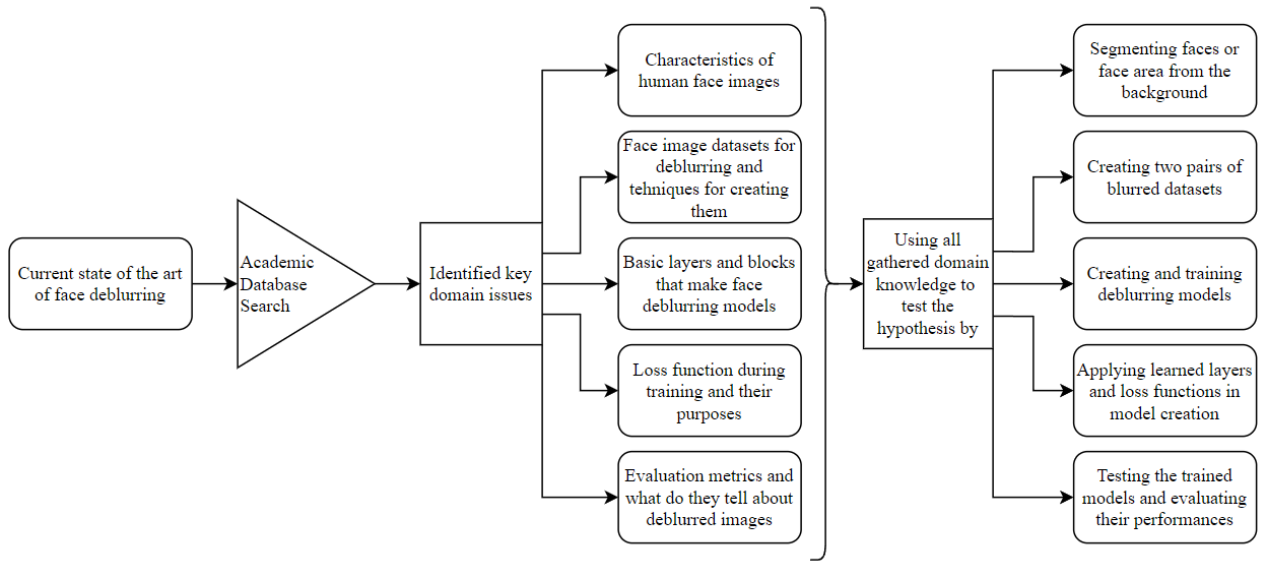 Current state of the art
of face deblurring
Academic
Database
Search
Identified key
domain issues
Characteristics of
human face images
Face image datasets for
deblurring and
tehniques for creating
them
Basic layers and blocks
that make face
deblurring models
Loss function during
training and their
purposes
Evaluation metrics and
what do they tell about
deblurred images
Using all
gathered domain
knowledge to
test the
hypothesis by
Segmenting faces or
face area from the
background
Creating two pairs of
blurred datasets
Creating and training
deblurring models
Applying learned layers
and loss functions in
model creation
Testing the trained
models and evaluating
their performances